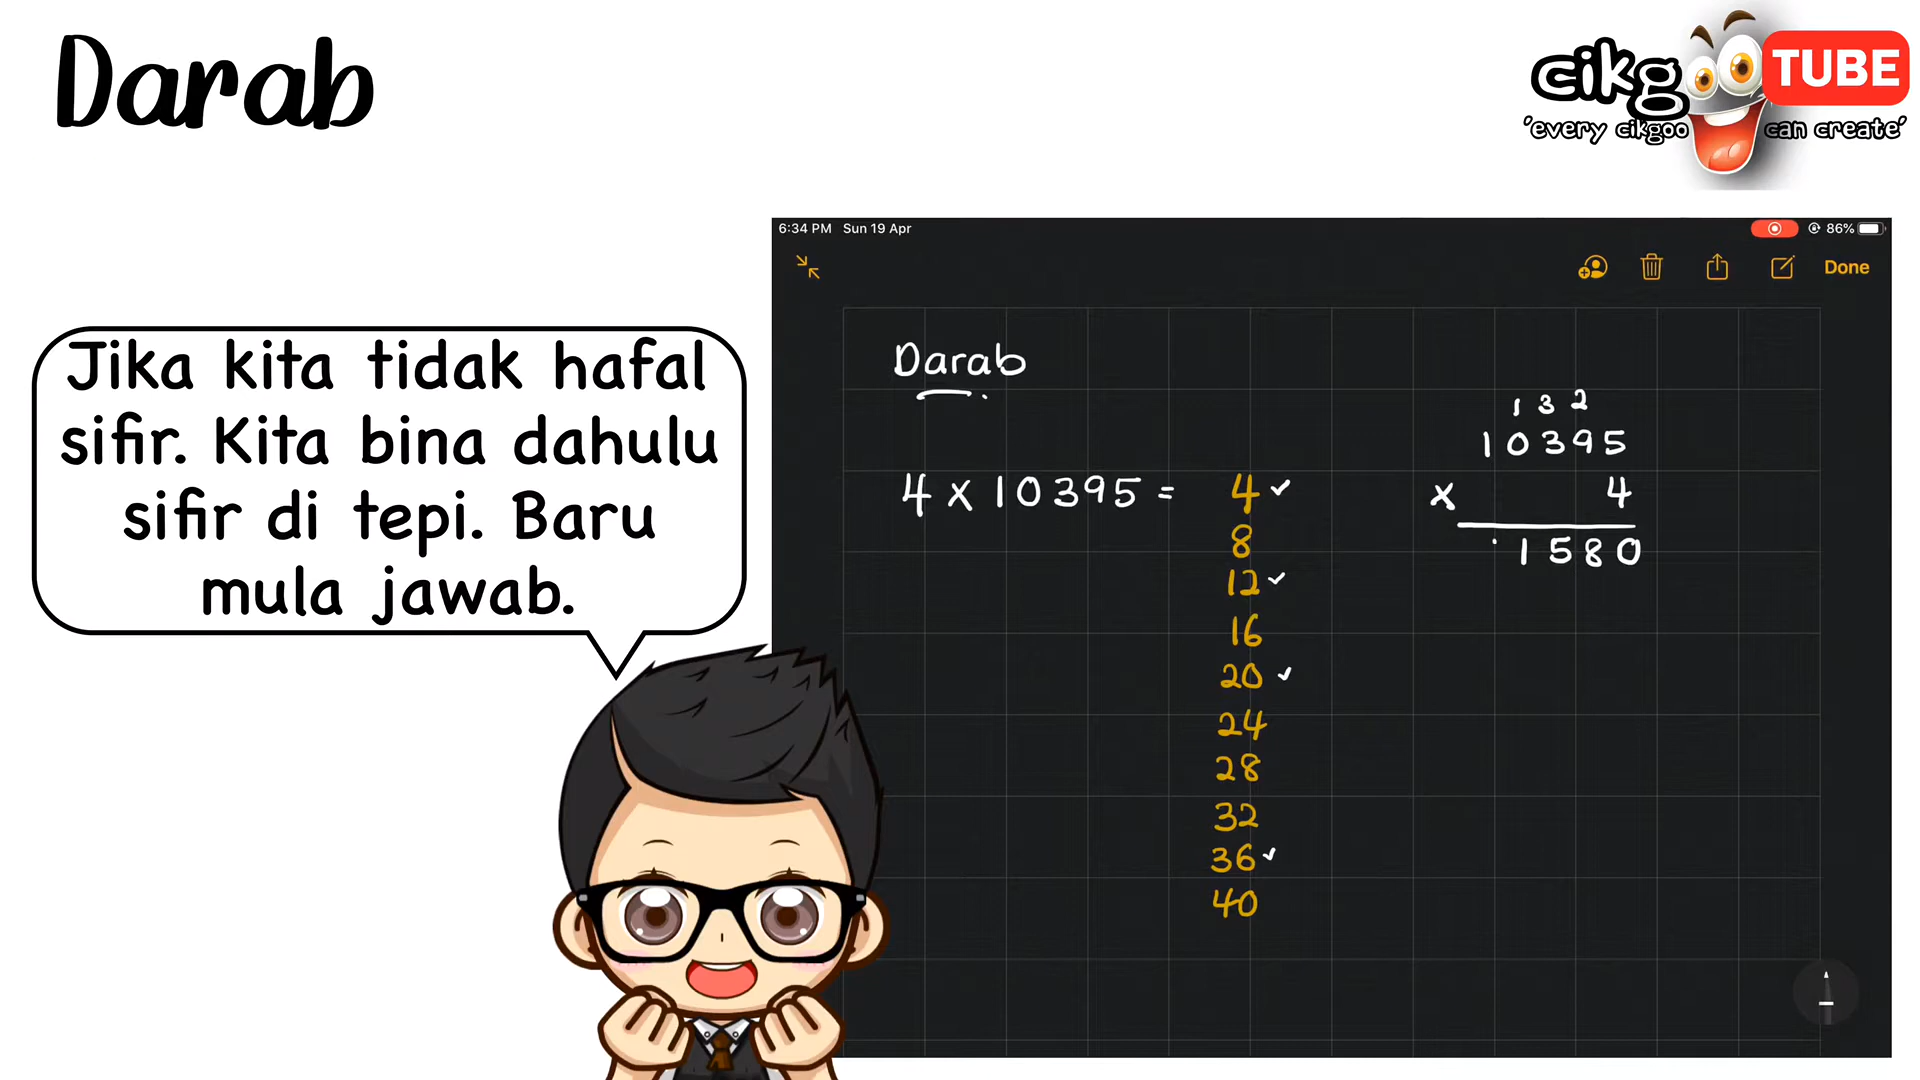 Darab
cikgoo TUBE
'every cikgoo can create'
Jika kita tidak hafal
sifir. Kita bina dahulu
sifir di tepi. Baru
mula jawab.
6:34 PM Sun 19 Apr
86%
Done
Darab
4 x 10395 =
4 ✓
8
12 ✓
16
20 ✓
24
28
32
36 ✓
40
1 3 2
10395
x 4
1580